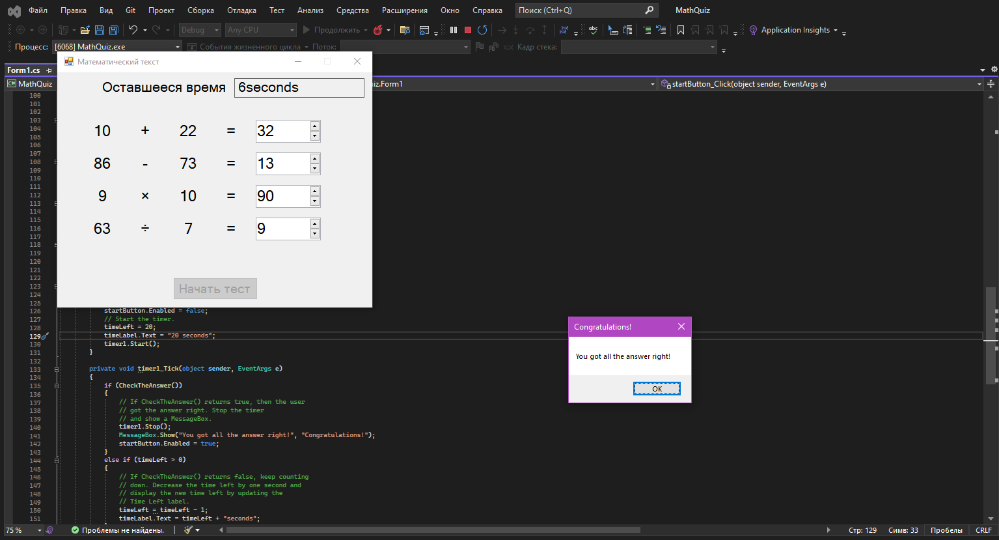 Файл Правка Вид Git Проект Сборка Отладка Тест Анализ Средства Расширения Окно Справка Поиск (Ctrl+Q) MathQuiz
Debug Any CPU Продолжить abc Application Insights
Процесс: [6068] MathQuiz.exe События жизненного цикла Поток: Кадр стека:
Form1.cs
C# MathQuiz iz.Form1 startButton_Click(object sender, EventArgs e)
Математический текст
Оставшееся время 6seconds
10 + 22 = 32
86 - 73 = 13
9 × 10 = 90
63 ÷ 7 = 9
Начать тест
100
101
102
103
104
105
106
107
108
109
110
111
112
113
114
115
116
117
118
119
120
121
122
123
124
125
126 startButton.Enabled = false;
127 // Start the timer.
128 timeLeft = 20;
129 timeLabel.Text = "20 seconds";
130 timer1.Start();
131 }
132
133 private void timer1_Tick(object sender, EventArgs e)
134 {
135 if (CheckTheAnswer())
136 {
137 // If CheckTheAnswer() returns true, then the user
138 // got the answer right. Stop the timer
139 // and show a MessageBox.
140 timer1.Stop();
141 MessageBox.Show("You got all the answer right!", "Congratulations!");
142 startButton.Enabled = true;
143 }
144 else if (timeLeft > 0)
145 {
146 // If CheckTheAnswer() returns false, keep counting
147 // down. Decrease the time left by one second and
148 // display the new time left by updating the
149 // Time Left label.
150 timeLeft = timeLeft - 1;
151 timeLabel.Text = timeLeft + "seconds";
Congratulations!
You got all the answer right!
OK
75 % Проблемы не найдены. Стр: 129 Симв: 33 Пробелы CRLF